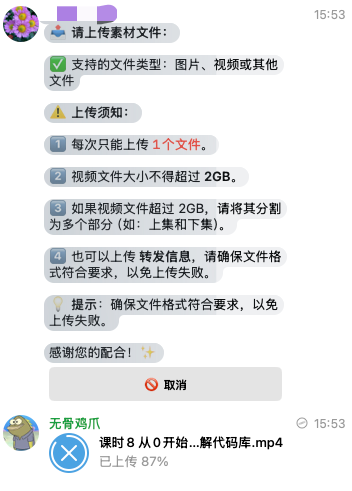 15:53
📤 请上传素材文件：
✅ 支持的文件类型：图片、视频或其他
文件
⚠️ 上传须知：
1️⃣ 每次只能上传 1个文件。
2️⃣ 视频文件大小不得超过 2GB。
3️⃣ 如果视频文件超过 2GB，请将其分割
为多个部分 (如：上集和下集)。
4️⃣ 也可以上传 转发信息，请确保文件格
式符合要求，以免上传失败。
💡 提示：确保文件格式符合要求，以免
上传失败。
感谢您的配合！✨
🚫 取消
无骨鸡爪
15:53
课时 8 从0开始...解代码库.mp4
已上传 87%